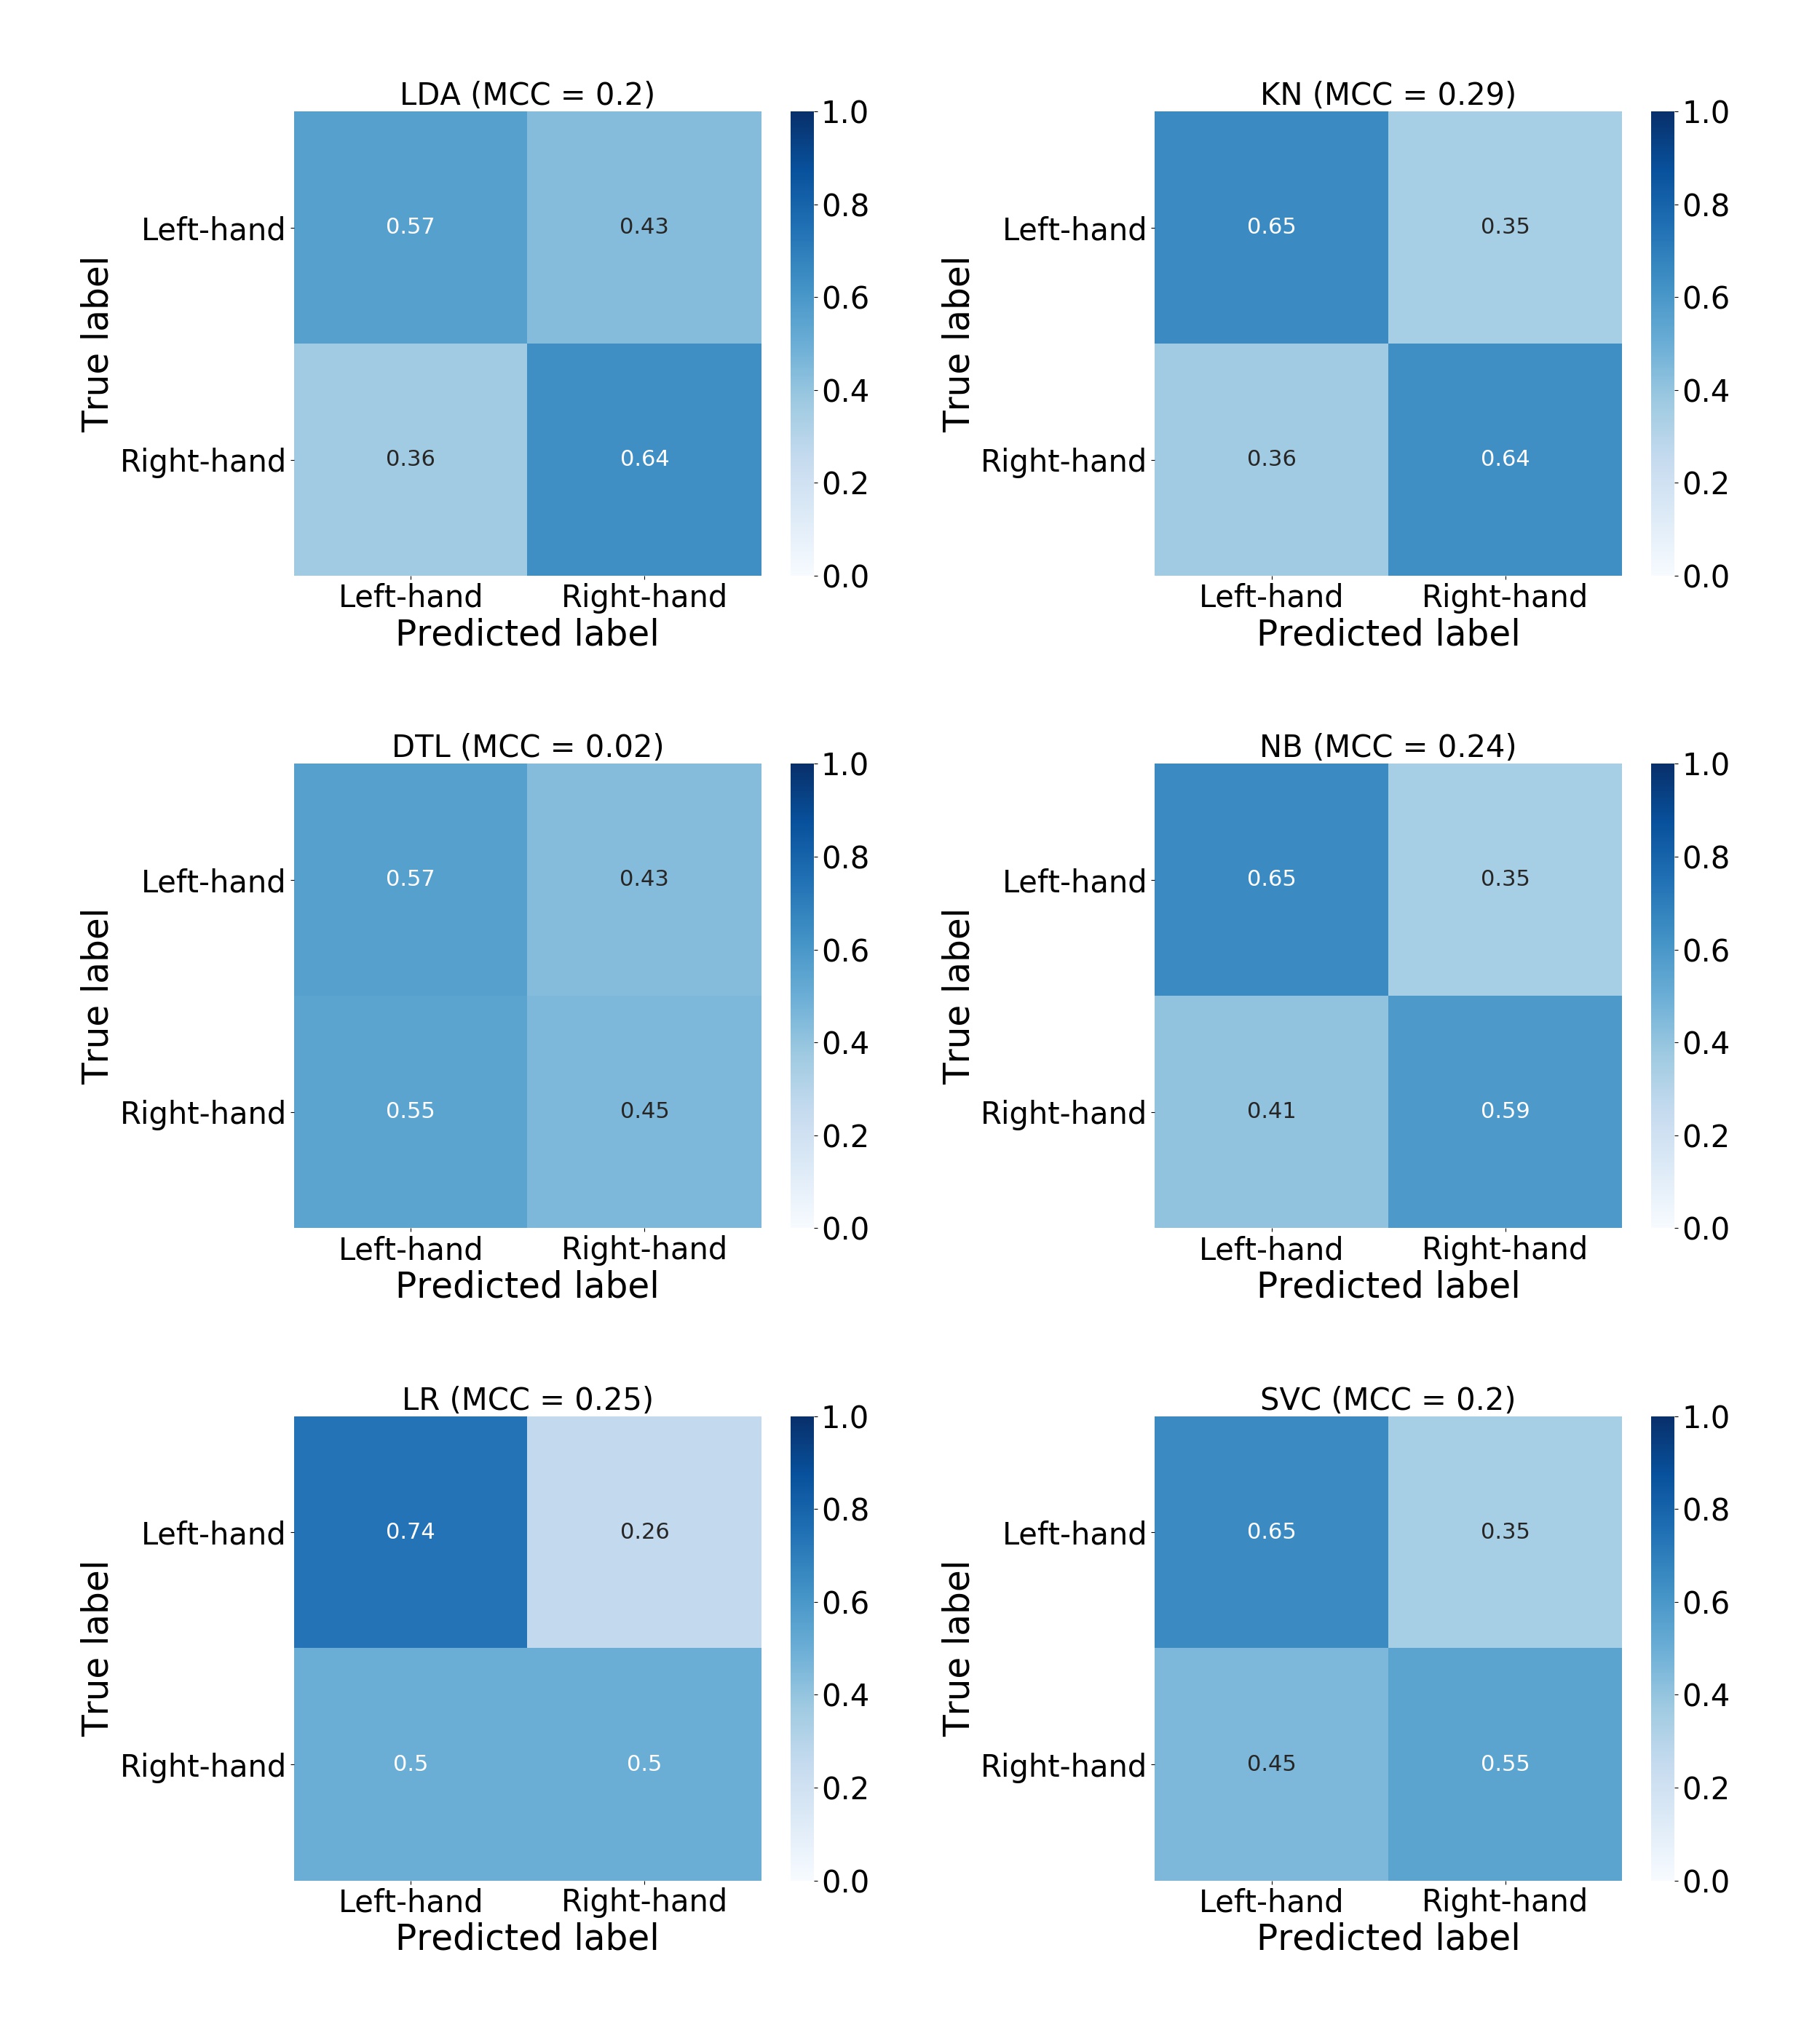 LDA (MCC = 0.2)
True label
Left-hand
Right-hand
0.57 0.43
0.36 0.64
Left-hand Right-hand
Predicted label
1.0
0.8
0.6
0.4
0.2
0.0
KN (MCC = 0.29)
True label
Left-hand
Right-hand
0.65 0.35
0.36 0.64
Left-hand Right-hand
Predicted label
1.0
0.8
0.6
0.4
0.2
0.0
DTL (MCC = 0.02)
True label
Left-hand
Right-hand
0.57 0.43
0.55 0.45
Left-hand Right-hand
Predicted label
1.0
0.8
0.6
0.4
0.2
0.0
NB (MCC = 0.24)
True label
Left-hand
Right-hand
0.65 0.35
0.41 0.59
Left-hand Right-hand
Predicted label
1.0
0.8
0.6
0.4
0.2
0.0
LR (MCC = 0.25)
True label
Left-hand
Right-hand
0.74 0.26
0.5 0.5
Left-hand Right-hand
Predicted label
1.0
0.8
0.6
0.4
0.2
0.0
SVC (MCC = 0.2)
True label
Left-hand
Right-hand
0.65 0.35
0.45 0.55
Left-hand Right-hand
Predicted label
1.0
0.8
0.6
0.4
0.2
0.0